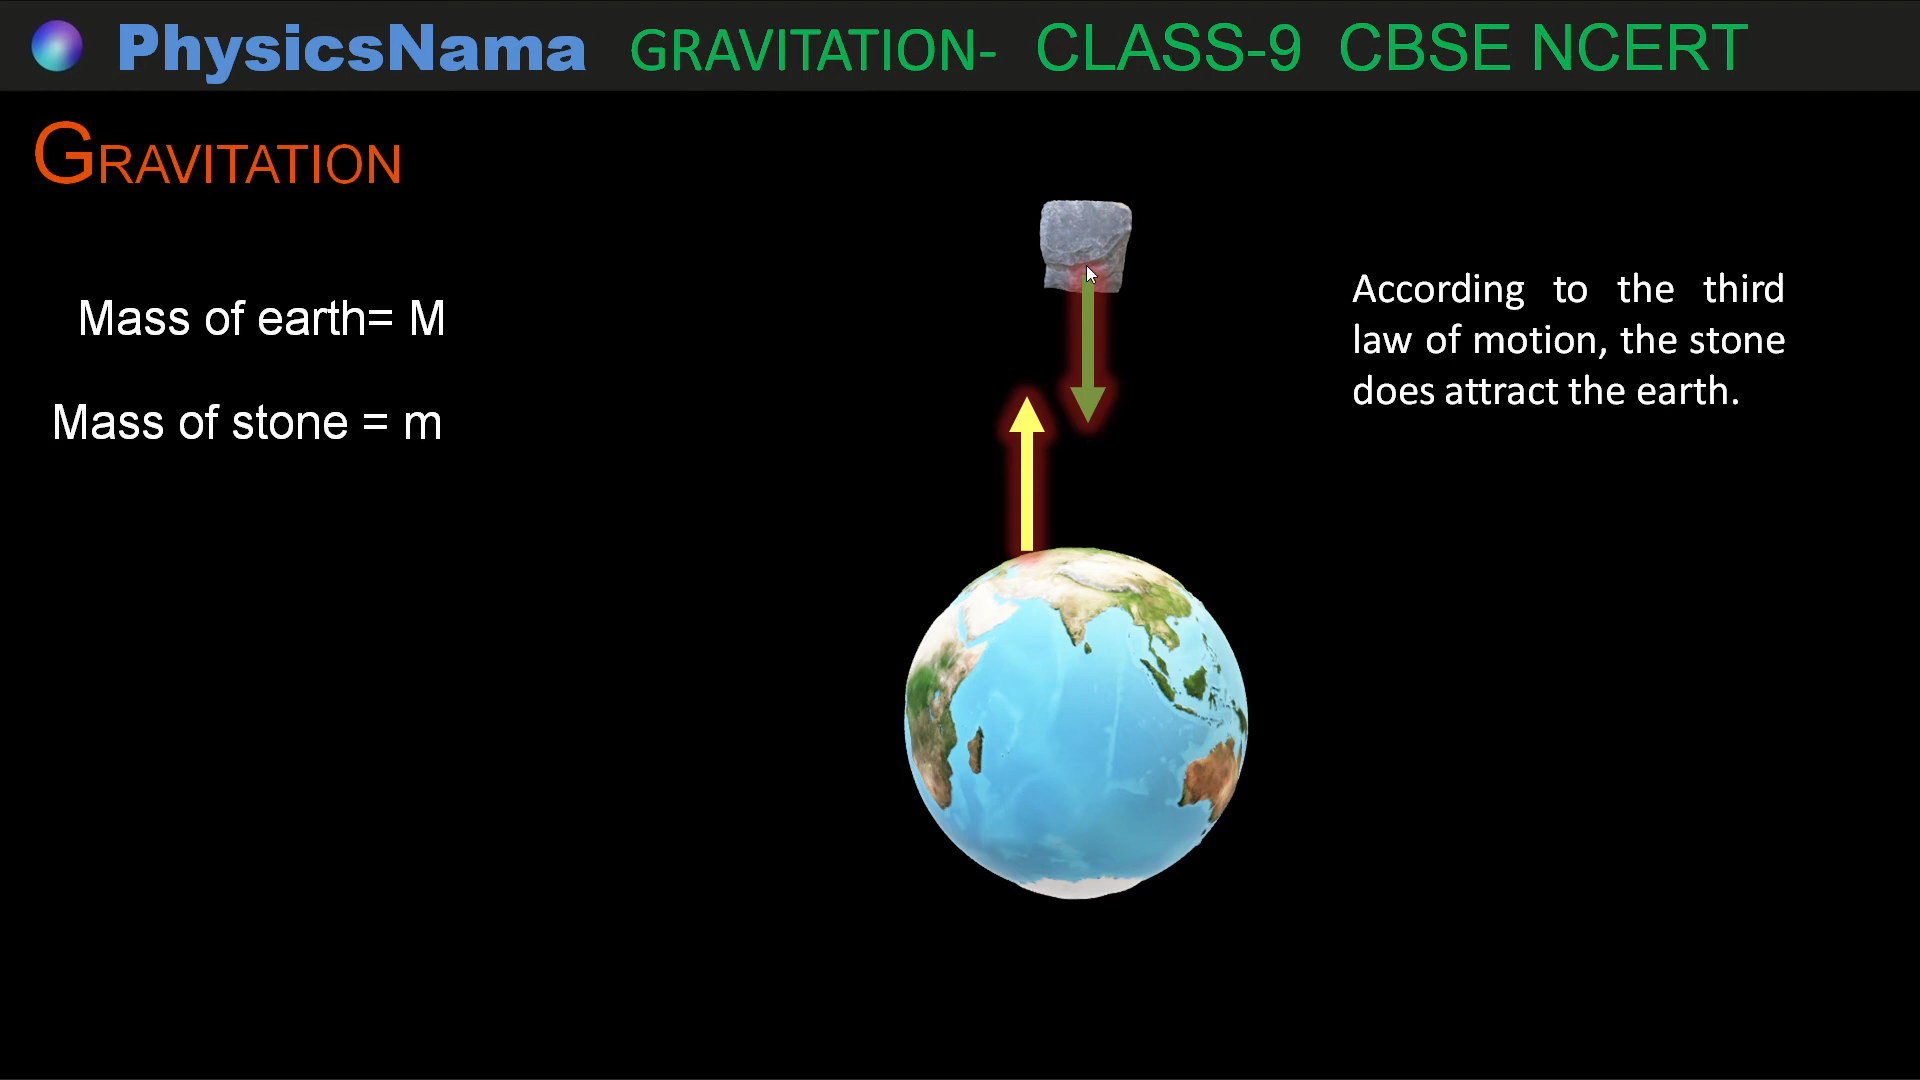 PhysicsNama GRAVITATION- CLASS-9 CBSE NCERT
GRAVITATION
Mass of earth= M
Mass of stone = m
According to the third
law of motion, the stone
does attract the earth.